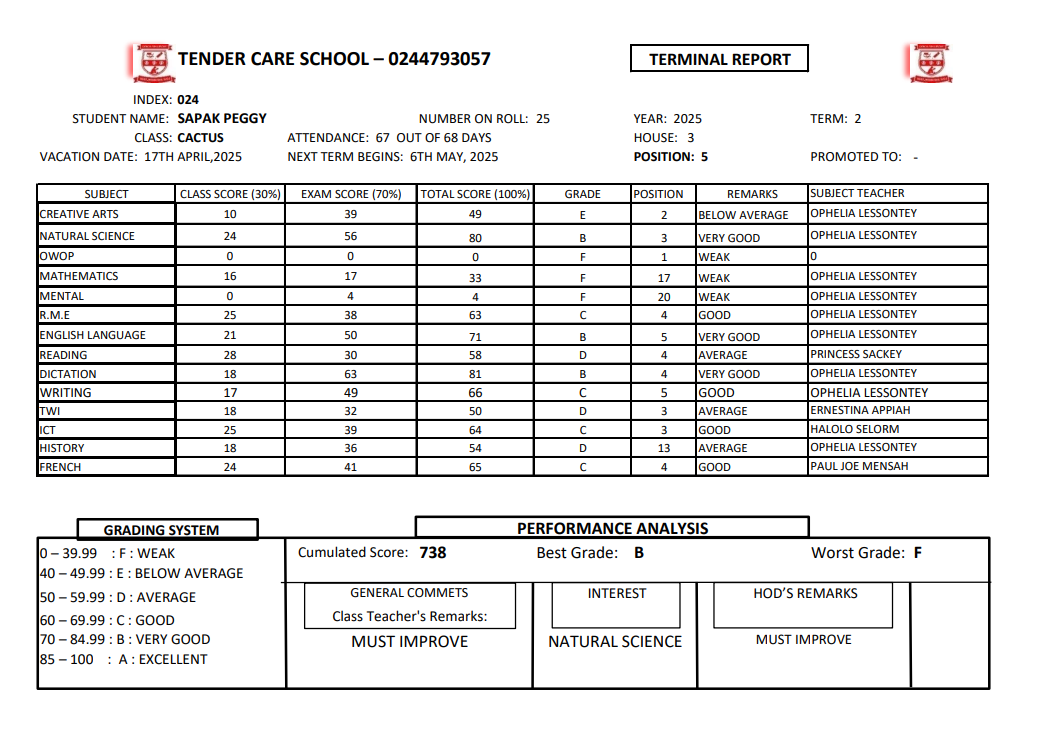 TENDER CARE SCHOOL – 0244793057 TERMINAL REPORT
INDEX: 024
STUDENT NAME: SAPAK PEGGY NUMBER ON ROLL: 25 YEAR: 2025 TERM: 2
CLASS: CACTUS ATTENDANCE: 67 OUT OF 68 DAYS HOUSE: 3
VACATION DATE: 17TH APRIL,2025 NEXT TERM BEGINS: 6TH MAY, 2025 POSITION: 5 PROMOTED TO: -
SUBJECT CLASS SCORE (30%) EXAM SCORE (70%) TOTAL SCORE (100%) GRADE POSITION REMARKS SUBJECT TEACHER
CREATIVE ARTS 10 39 49 E 2 BELOW AVERAGE OPHELIA LESSONTEY
NATURAL SCIENCE 24 56 80 B 3 VERY GOOD OPHELIA LESSONTEY
OWOP 0 0 0 F 1 WEAK 0
MATHEMATICS 16 17 33 F 17 WEAK OPHELIA LESSONTEY
MENTAL 0 4 4 F 20 WEAK OPHELIA LESSONTEY
R.M.E 25 38 63 C 4 GOOD OPHELIA LESSONTEY
ENGLISH LANGUAGE 21 50 71 B 5 VERY GOOD OPHELIA LESSONTEY
READING 28 30 58 D 4 AVERAGE PRINCESS SACKEY
DICTATION 18 63 81 B 4 VERY GOOD OPHELIA LESSONTEY
WRITING 17 49 66 C 5 GOOD OPHELIA LESSONTEY
TWI 18 32 50 D 3 AVERAGE ERNESTINA APPIAH
ICT 25 39 64 C 3 GOOD HALOLO SELORM
HISTORY 18 36 54 D 13 AVERAGE OPHELIA LESSONTEY
FRENCH 24 41 65 C 4 GOOD PAUL JOE MENSAH
GRADING SYSTEM
0 – 39.99 : F : WEAK
40 – 49.99 : E : BELOW AVERAGE
50 – 59.99 : D : AVERAGE
60 – 69.99 : C : GOOD
70 – 84.99 : B : VERY GOOD
85 – 100 : A : EXCELLENT
PERFORMANCE ANALYSIS
Cumulated Score: 738 Best Grade: B Worst Grade: F
GENERAL COMMETS
Class Teacher's Remarks:
MUST IMPROVE
INTEREST
NATURAL SCIENCE
HOD'S REMARKS
MUST IMPROVE